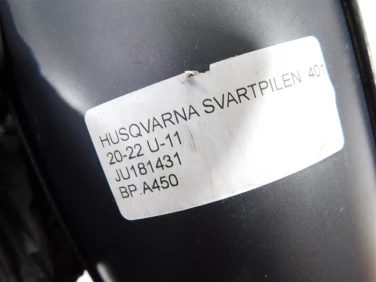 HUSQVARNA SVARTPILEN 401
20-22 U-11
JU181431
BP.A450